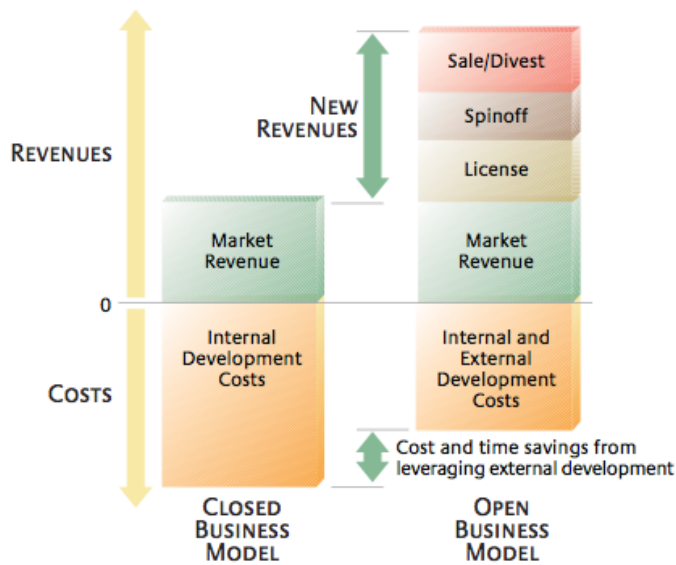 Sale/Divest
NEW
REVENUES
Spinoff
REVENUES
License
Market
Revenue
Market
Revenue
0
Internal
Development
Costs
Internal and
External
Development
Costs
COSTS
Cost and time savings from
leveraging external development
CLOSED
BUSINESS
MODEL
OPEN
BUSINESS
MODEL